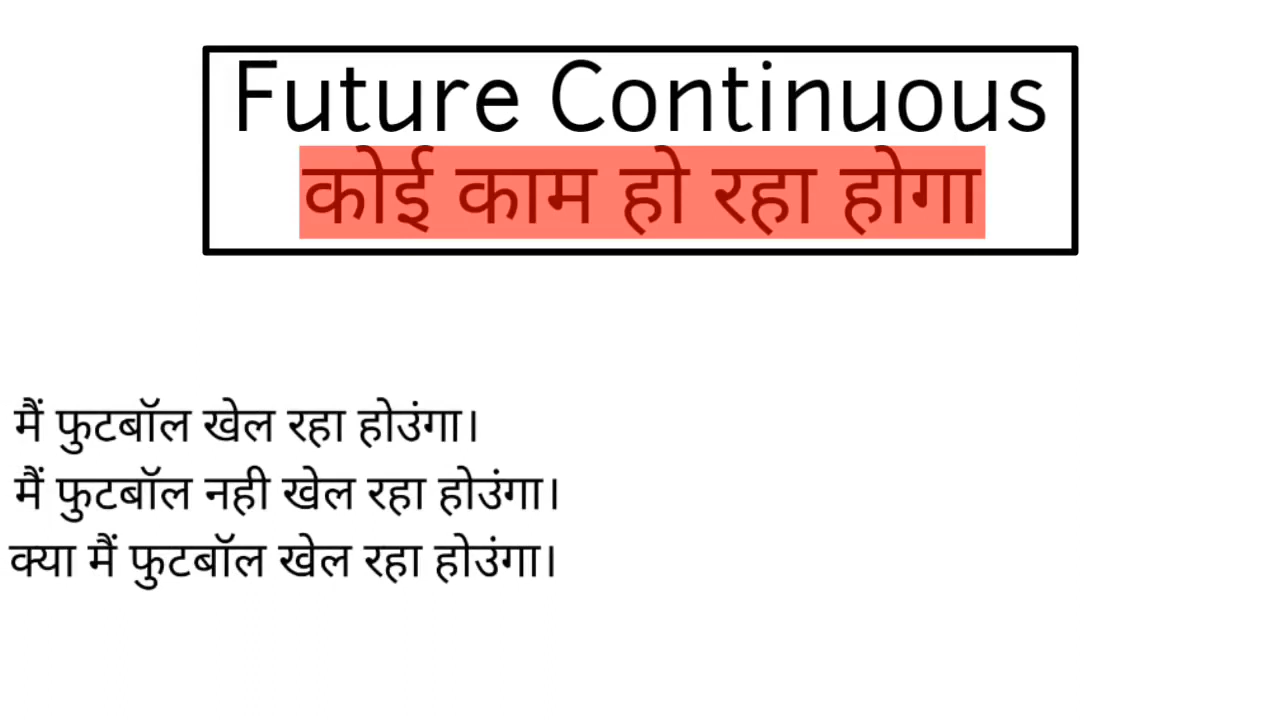 Future Continuous
कोई काम हो रहा होगा
मैं फुटबॉल खेल रहा होउंगा।
मैं फुटबॉल नही खेल रहा होउंगा।
क्या मैं फुटबॉल खेल रहा होउंगा।